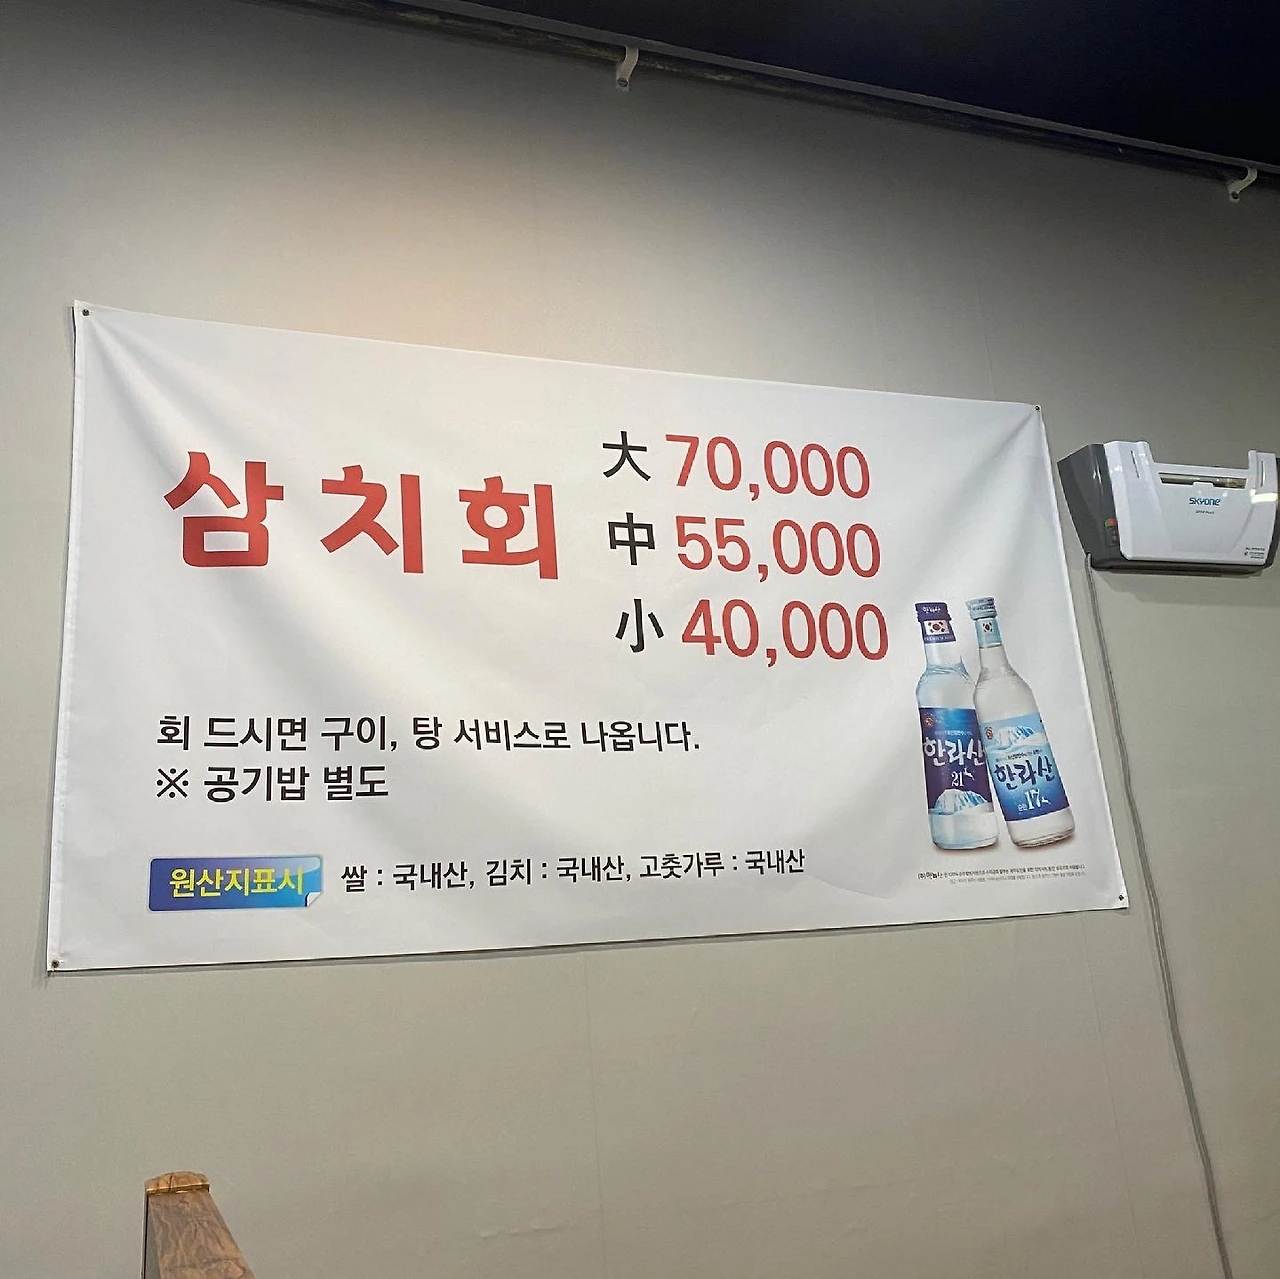 삼치회
大 70,000
中 55,000
小 40,000
회 드시면 구이, 탕 서비스로 나옵니다.
※ 공기밥 별도
원산지표시 쌀 : 국내산, 김치 : 국내산, 고춧가루 : 국내산
한라산
21
한라산
17
SKYONE